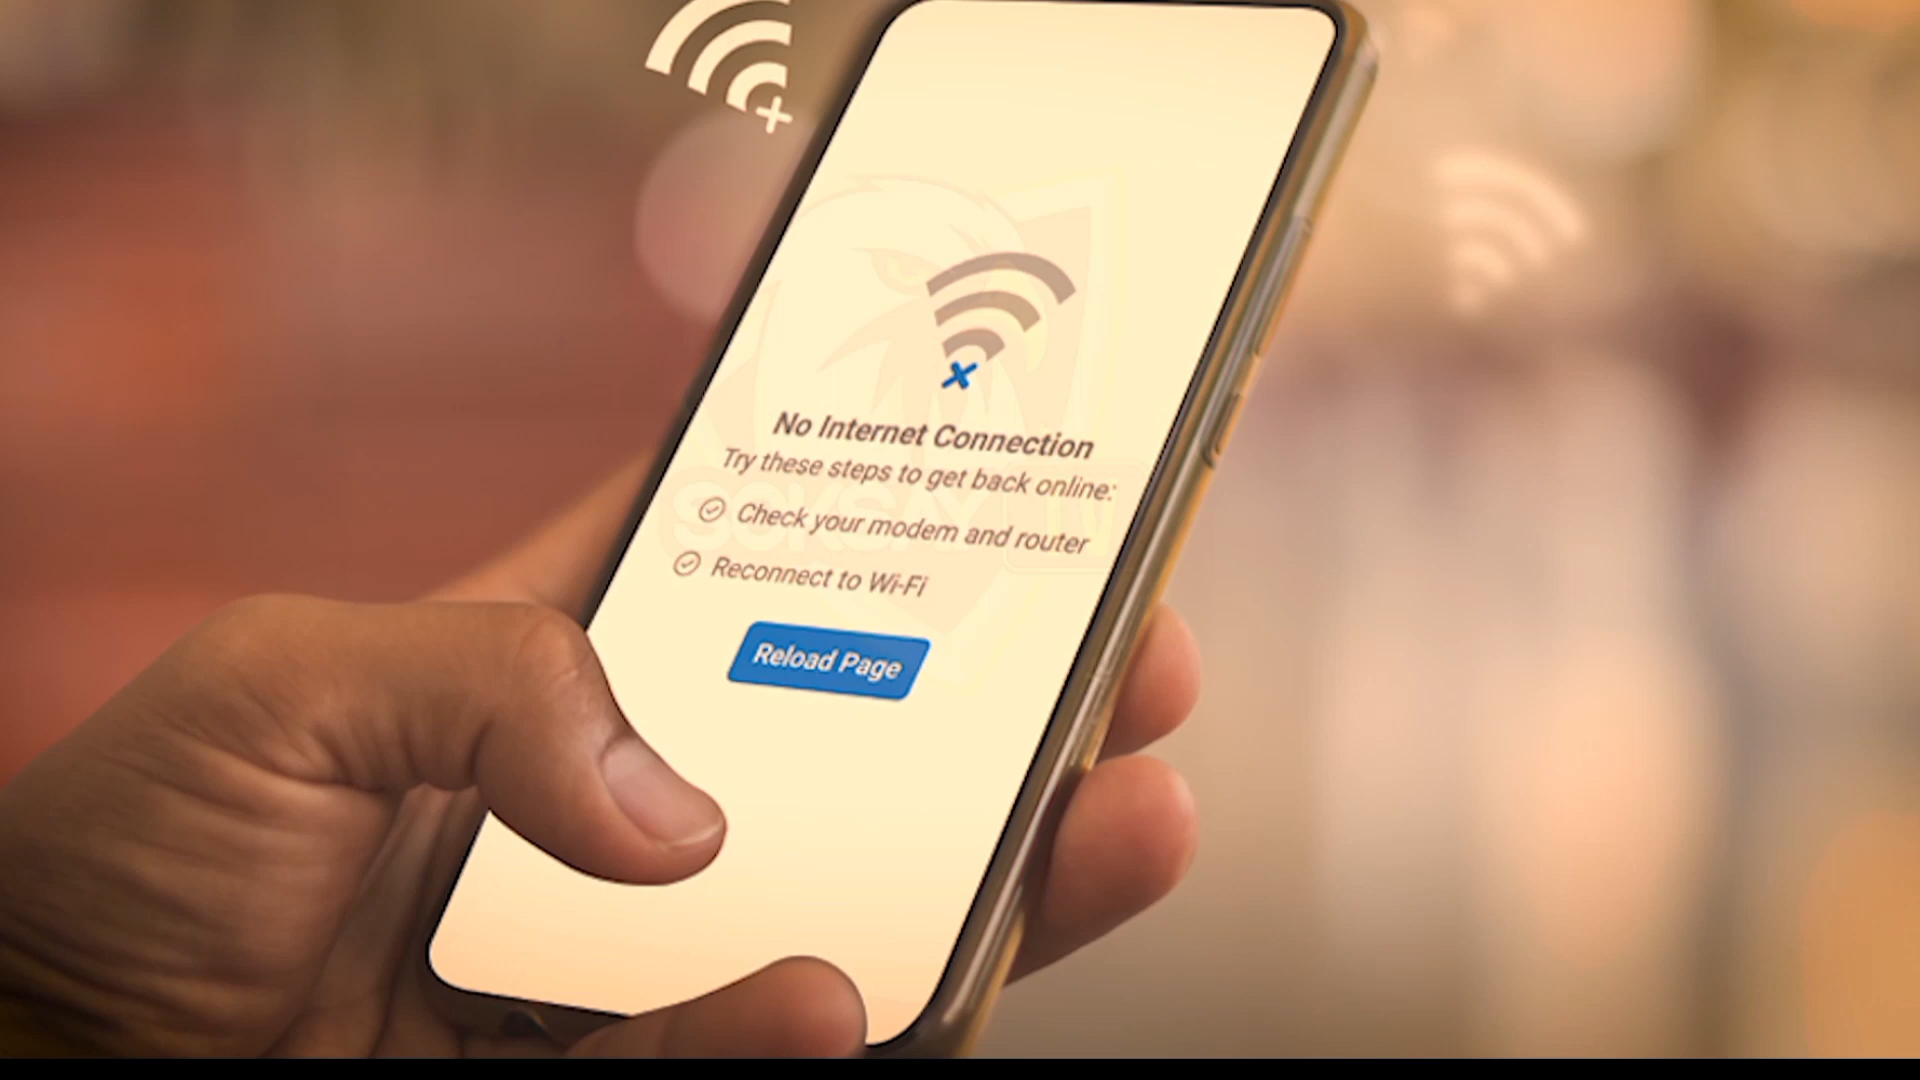 No Internet Connection
Try these steps to get back online:
Check your modem and router
Reconnect to Wi-Fi
Reload Page